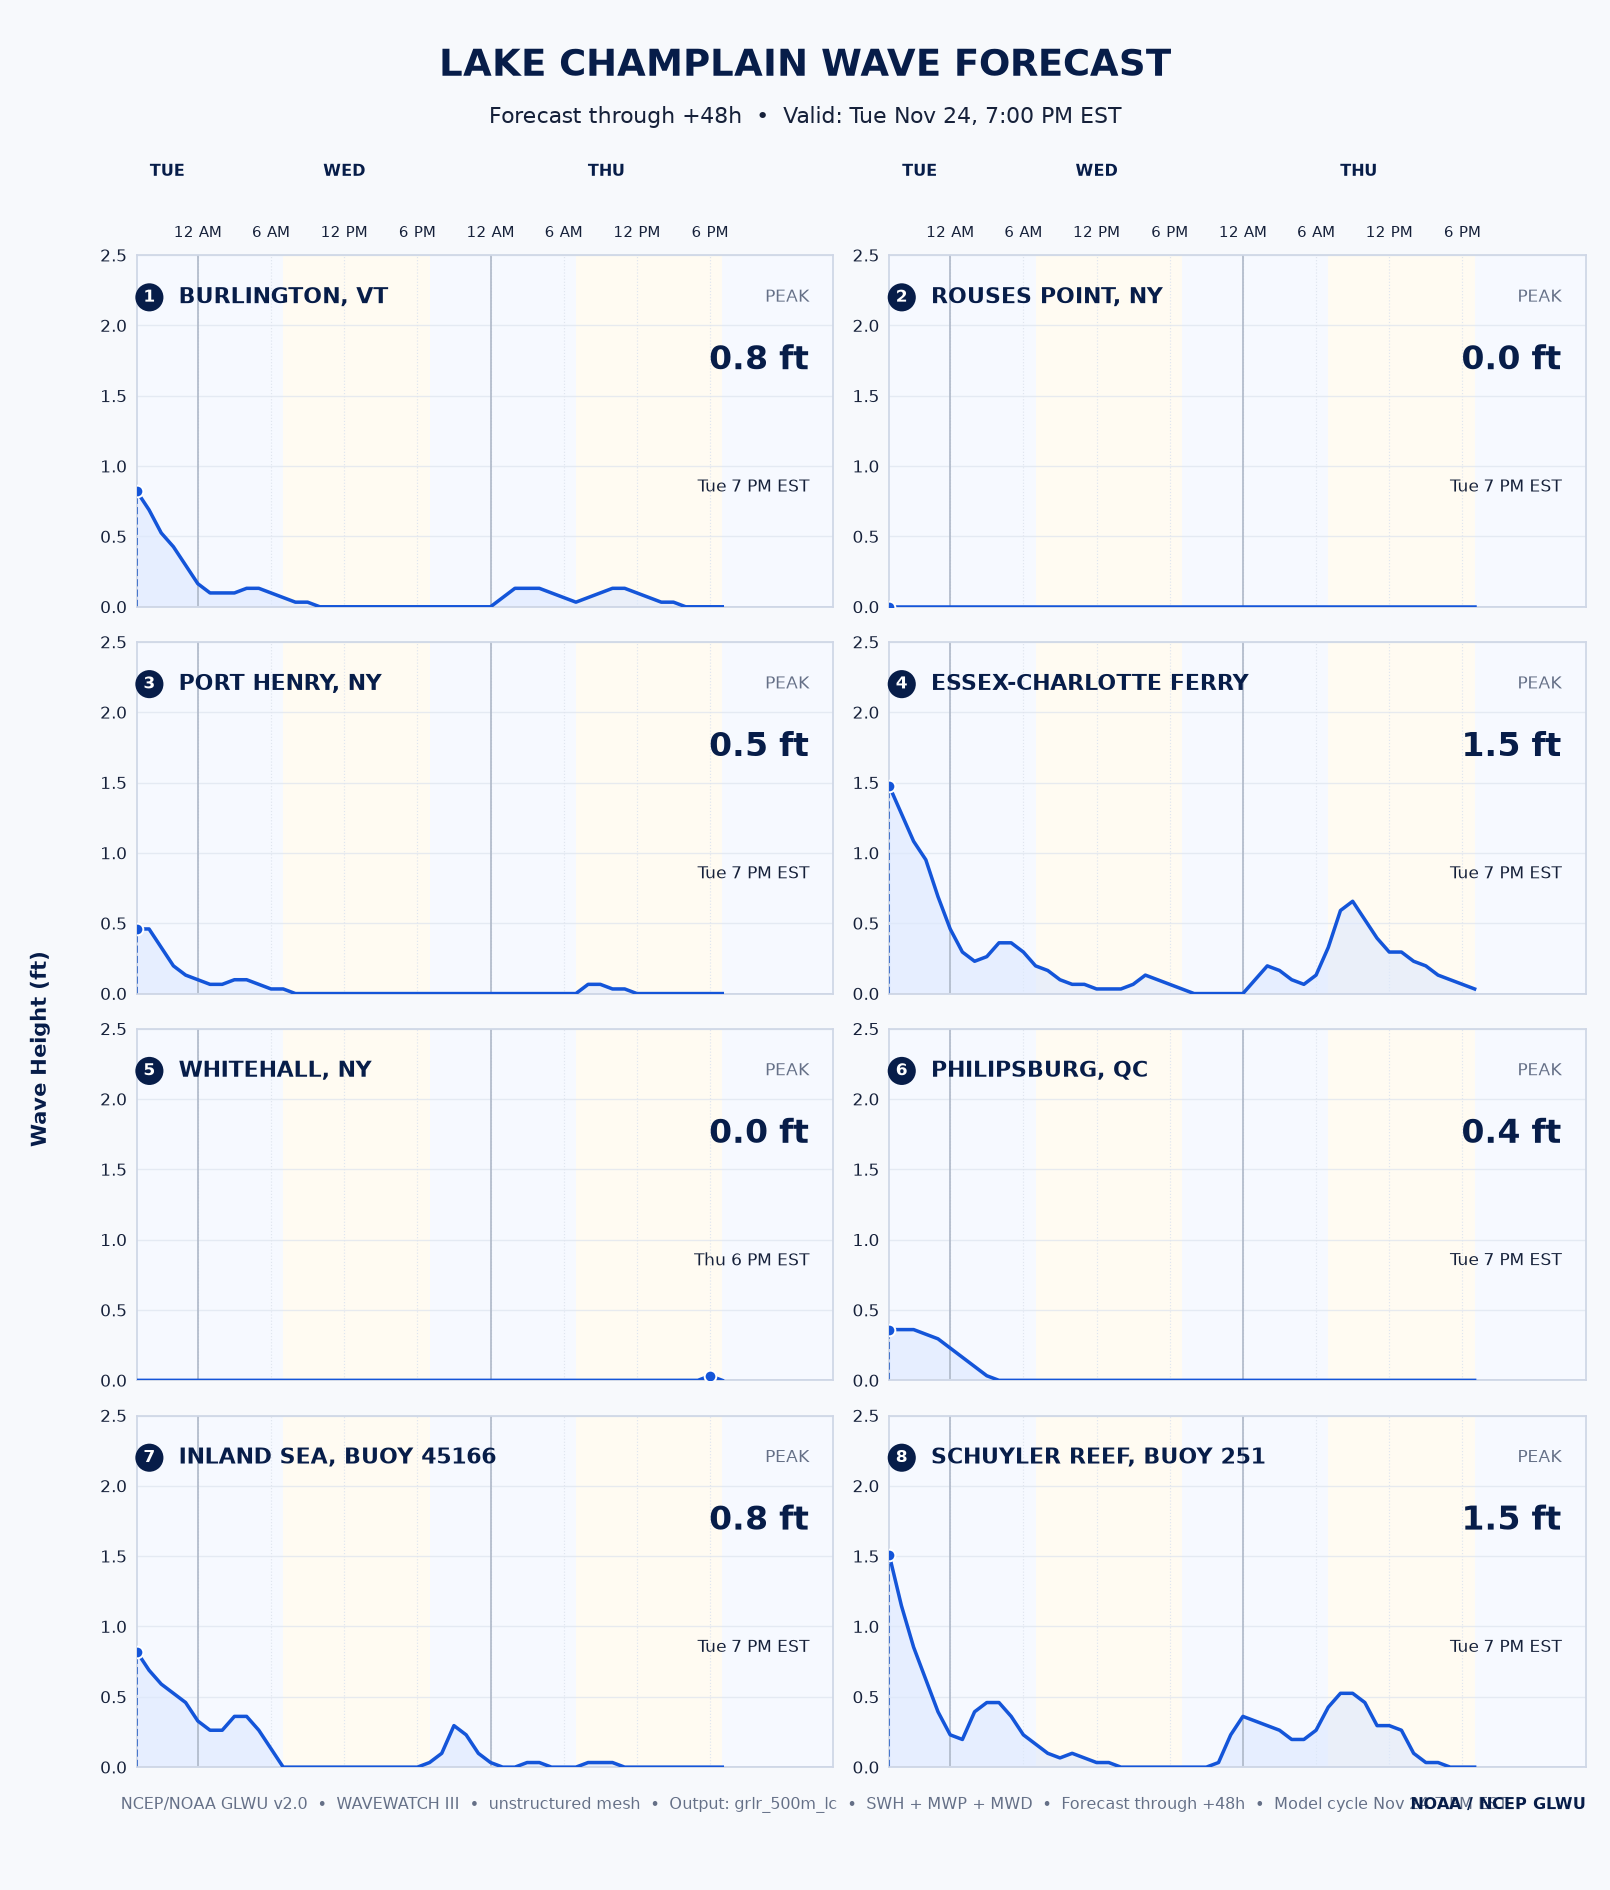 LAKE CHAMPLAIN WAVE FORECAST
Forecast through +48h • Valid: Tue Nov 24, 7:00 PM EST
TUE WED THU TUE WED THU
12 AM 6 AM 12 PM 6 PM 12 AM 6 AM 12 PM 6 PM 12 AM 6 AM 12 PM 6 PM 12 AM 6 AM 12 PM 6 PM
Wave Height (ft)
2.5
1 BURLINGTON, VT PEAK
2.0
0.8 ft
1.5
1.0
Tue 7 PM EST
0.5
0.0
2.5
2 ROUSES POINT, NY PEAK
2.0
0.0 ft
1.5
1.0
Tue 7 PM EST
0.5
0.0
2.5
3 PORT HENRY, NY PEAK
2.0
0.5 ft
1.5
1.0
Tue 7 PM EST
0.5
0.0
2.5
4 ESSEX-CHARLOTTE FERRY PEAK
2.0
1.5 ft
1.5
1.0
Tue 7 PM EST
0.5
0.0
2.5
5 WHITEHALL, NY PEAK
2.0
0.0 ft
1.5
1.0
Thu 6 PM EST
0.5
0.0
2.5
6 PHILIPSBURG, QC PEAK
2.0
0.4 ft
1.5
1.0
Tue 7 PM EST
0.5
0.0
2.5
7 INLAND SEA, BUOY 45166 PEAK
2.0
0.8 ft
1.5
1.0
Tue 7 PM EST
0.5
0.0
2.5
8 SCHUYLER REEF, BUOY 251 PEAK
2.0
1.5 ft
1.5
1.0
Tue 7 PM EST
0.5
0.0
NCEP/NOAA GLWU v2.0 • WAVEWATCH III • unstructured mesh • Output: grlr_500m_lc • SWH + MWP + MWD • Forecast through +48h • Model cycle Nov
NOAA / NCEP GLWU